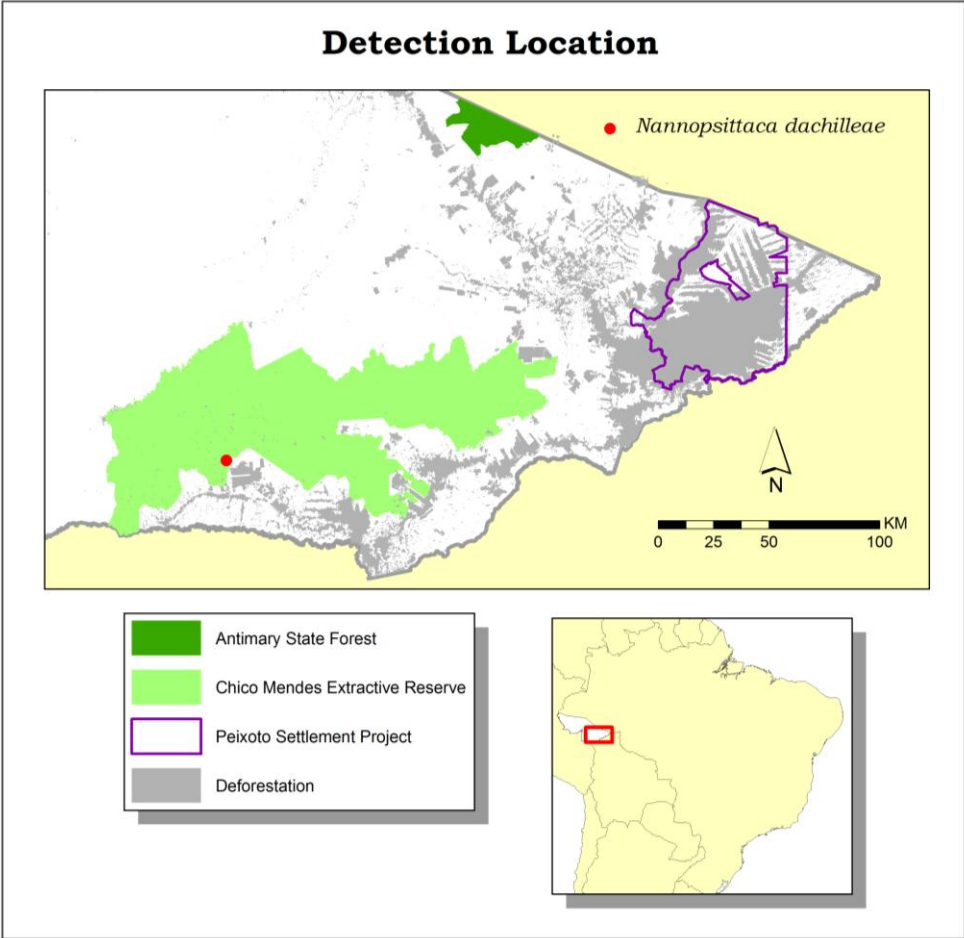 Detection Location
Nannopsittaca dachilleae
N
KM
0 25 50 100
Antimary State Forest
Chico Mendes Extractive Reserve
Peixoto Settlement Project
Deforestation